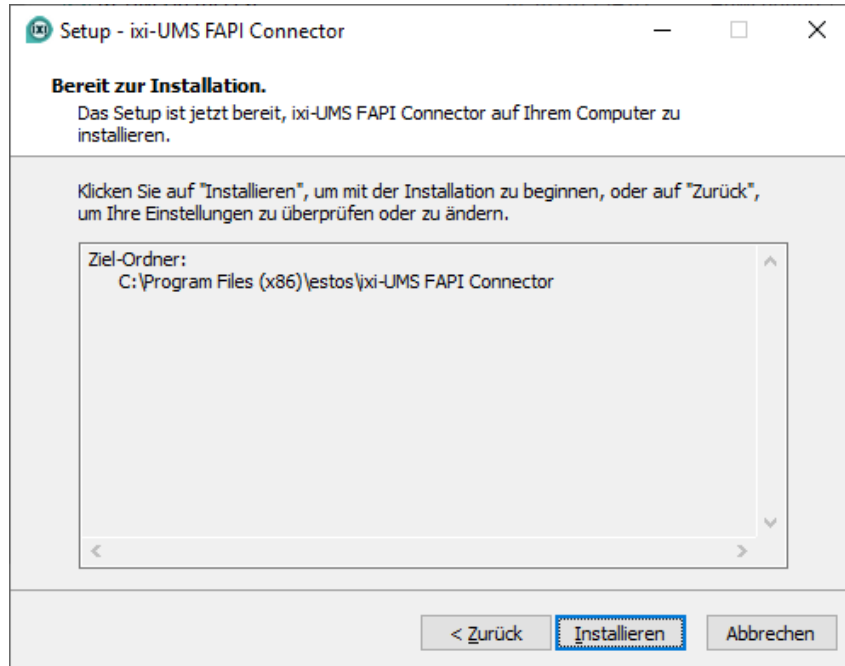 ixi
Setup - ixi-UMS FAPI Connector
Bereit zur Installation.
Das Setup ist jetzt bereit, ixi-UMS FAPI Connector auf Ihrem Computer zu
installieren.
Klicken Sie auf "Installieren", um mit der Installation zu beginnen, oder auf "Zurück",
um Ihre Einstellungen zu überprüfen oder zu ändern.
Ziel-Ordner:
C:\Program Files (x86)\estos\ixi-UMS FAPI Connector
< Zurück
Installieren
Abbrechen